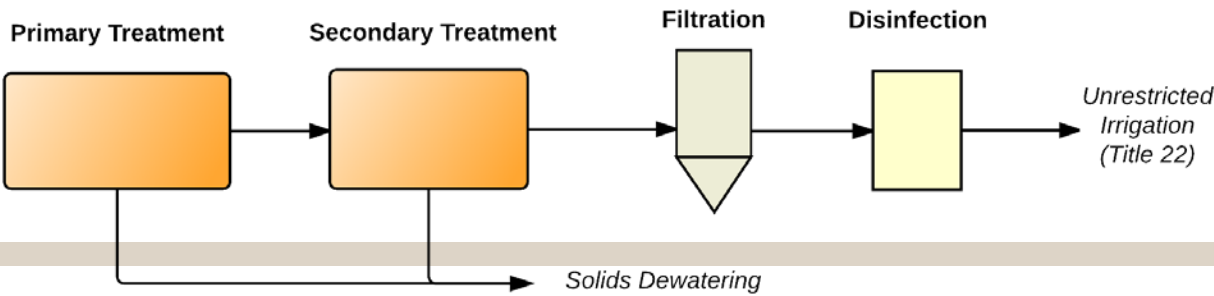 Primary Treatment
Secondary Treatment
Filtration
Disinfection
Unrestricted
Irrigation
(Title 22)
Solids Dewatering